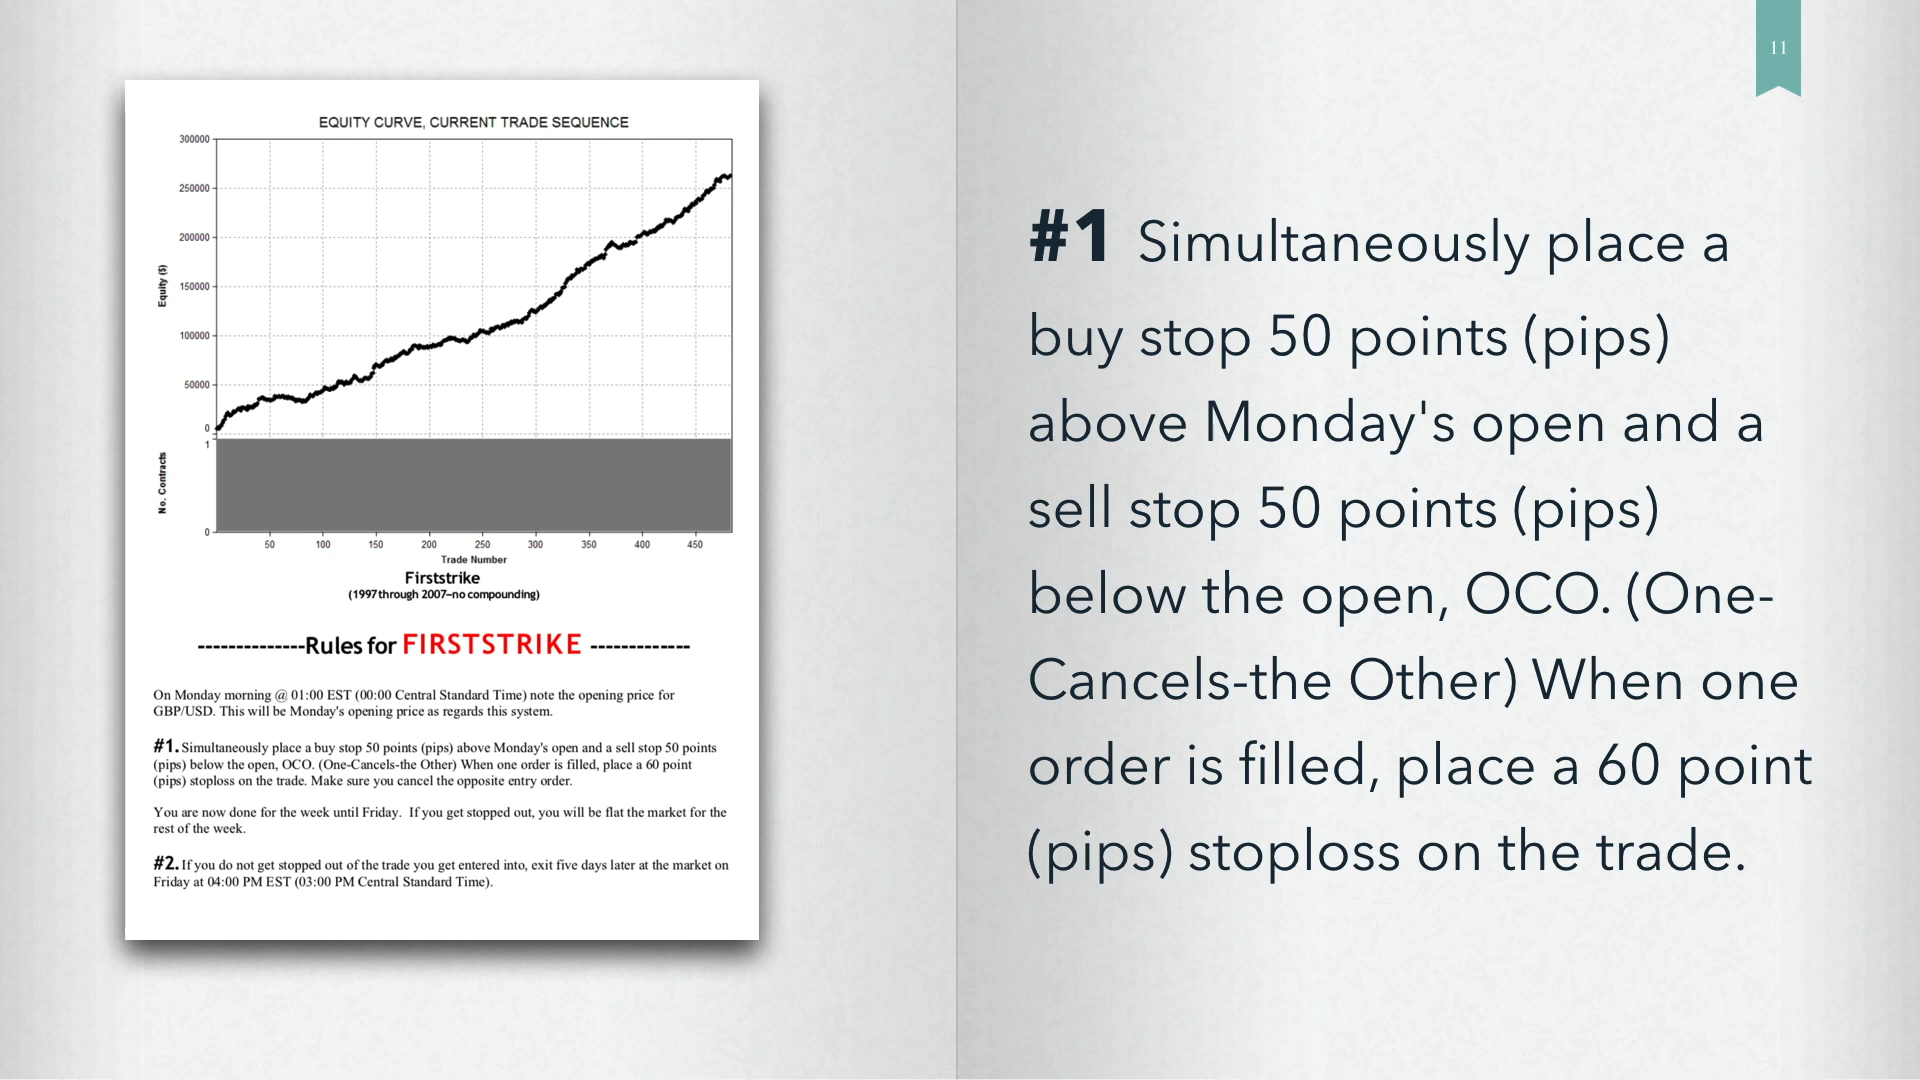 11
EQUITY CURVE, CURRENT TRADE SEQUENCE
300000
250000
200000
150000
100000
50000
0
Equity ($)
1
0
No. Contracts
50 100 150 200 250 300 350 400 450
Trade Number
Firststrike
(1997 through 2007–no compounding)
--------------Rules for FIRSTSTRIKE -------------
On Monday morning @ 01:00 EST (00:00 Central Standard Time) note the opening price for
GBP/USD. This will be Monday's opening price as regards this system.
#1. Simultaneously place a buy stop 50 points (pips) above Monday's open and a sell stop 50 points
(pips) below the open, OCO. (One-Cancels-the Other) When one order is filled, place a 60 point
(pips) stoploss on the trade. Make sure you cancel the opposite entry order.
You are now done for the week until Friday.  If you get stopped out, you will be flat the market for the
rest of the week.
#2. If you do not get stopped out of the trade you get entered into, exit five days later at the market on
Friday at 04:00 PM EST (03:00 PM Central Standard Time).
#1 Simultaneously place a
buy stop 50 points (pips)
above Monday's open and a
sell stop 50 points (pips)
below the open, OCO. (One-
Cancels-the Other) When one
order is filled, place a 60 point
(pips) stoploss on the trade.